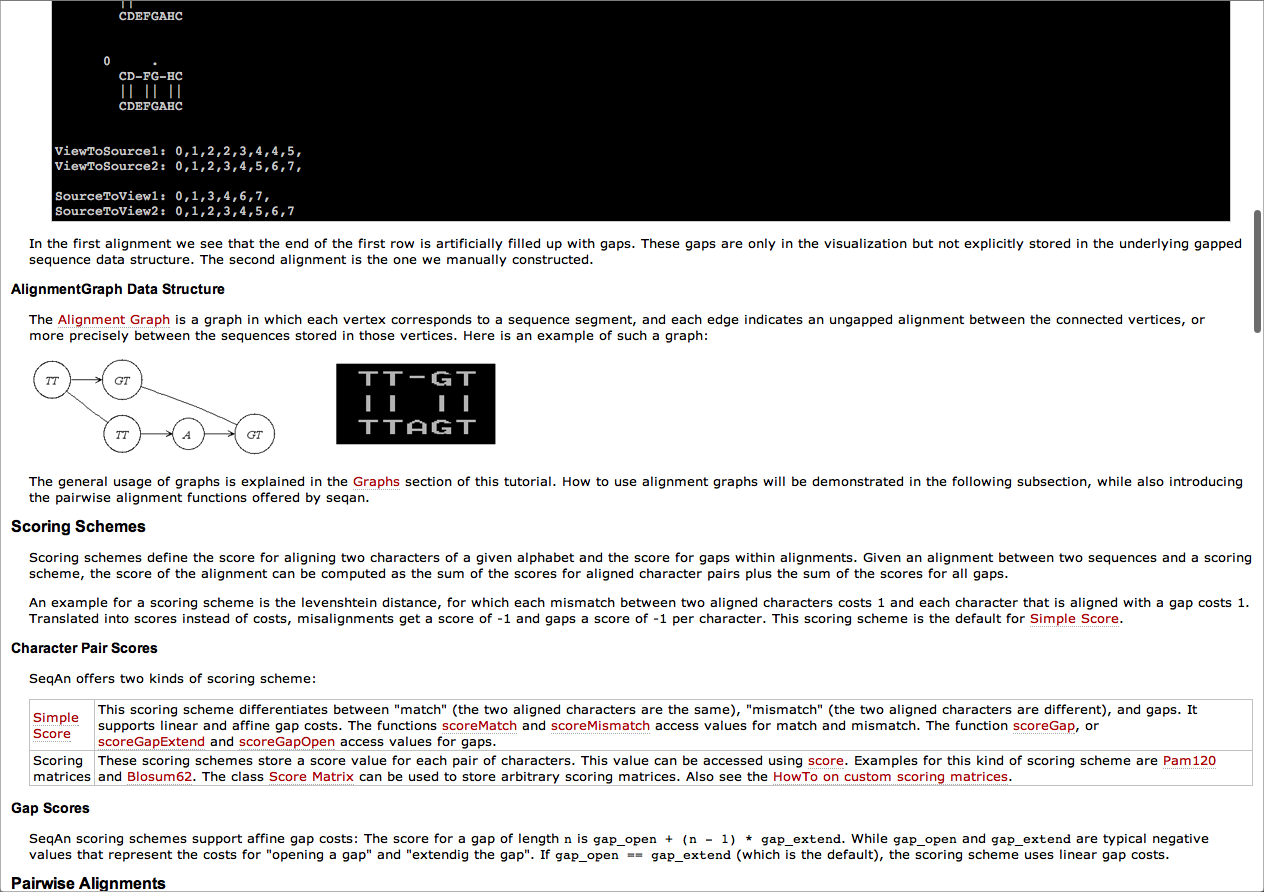 CDEFGAHC
0 .
CD-FG-HC
|| || ||
CDEFGAHC
ViewToSource1: 0,1,2,2,3,4,4,5,
ViewToSource2: 0,1,2,3,4,5,6,7,
SourceToView1: 0,1,3,4,6,7,
SourceToView2: 0,1,2,3,4,5,6,7
In the first alignment we see that the end of the first row is artificially filled up with gaps. These gaps are only in the visualization but not explicitly stored in the underlying gapped
sequence data structure. The second alignment is the one we manually constructed.
AlignmentGraph Data Structure
The Alignment Graph is a graph in which each vertex corresponds to a sequence segment, and each edge indicates an ungapped alignment between the connected vertices, or
more precisely between the sequences stored in those vertices. Here is an example of such a graph:
TT GT
TT A GT
TT-GT
|| ||
TTAGT
The general usage of graphs is explained in the Graphs section of this tutorial. How to use alignment graphs will be demonstrated in the following subsection, while also introducing
the pairwise alignment functions offered by seqan.
Scoring Schemes
Scoring schemes define the score for aligning two characters of a given alphabet and the score for gaps within alignments. Given an alignment between two sequences and a scoring
scheme, the score of the alignment can be computed as the sum of the scores for aligned character pairs plus the sum of the scores for all gaps.
An example for a scoring scheme is the levenshtein distance, for which each mismatch between two aligned characters costs 1 and each character that is aligned with a gap costs 1.
Translated into scores instead of costs, misalignments get a score of -1 and gaps a score of -1 per character. This scoring scheme is the default for Simple Score.
Character Pair Scores
SeqAn offers two kinds of scoring scheme:
Simple
Score
This scoring scheme differentiates between "match" (the two aligned characters are the same), "mismatch" (the two aligned characters are different), and gaps. It
supports linear and affine gap costs. The functions scoreMatch and scoreMismatch access values for match and mismatch. The function scoreGap, or
scoreGapExtend and scoreGapOpen access values for gaps.
Scoring
matrices
These scoring schemes store a score value for each pair of characters. This value can be accessed using score. Examples for this kind of scoring scheme are Pam120
and Blosum62. The class Score Matrix can be used to store arbitrary scoring matrices. Also see the HowTo on custom scoring matrices.
Gap Scores
SeqAn scoring schemes support affine gap costs: The score for a gap of length n is gap_open + (n - 1) * gap_extend. While gap_open and gap_extend are typical negative
values that represent the costs for "opening a gap" and "extendig the gap". If gap_open == gap_extend (which is the default), the scoring scheme uses linear gap costs.
Pairwise Alignments